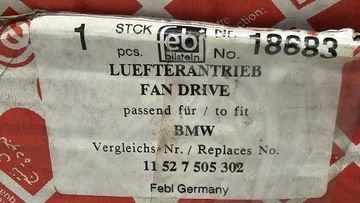 1 STCK feb Nr. 18683
pcs. bilstein No.
LUEFTERANTRIEB
FAN DRIVE
passend für / to fit
BMW
Vergleichs-Nr./ Replaces No.
11 52 7 505 302
Febi Germany